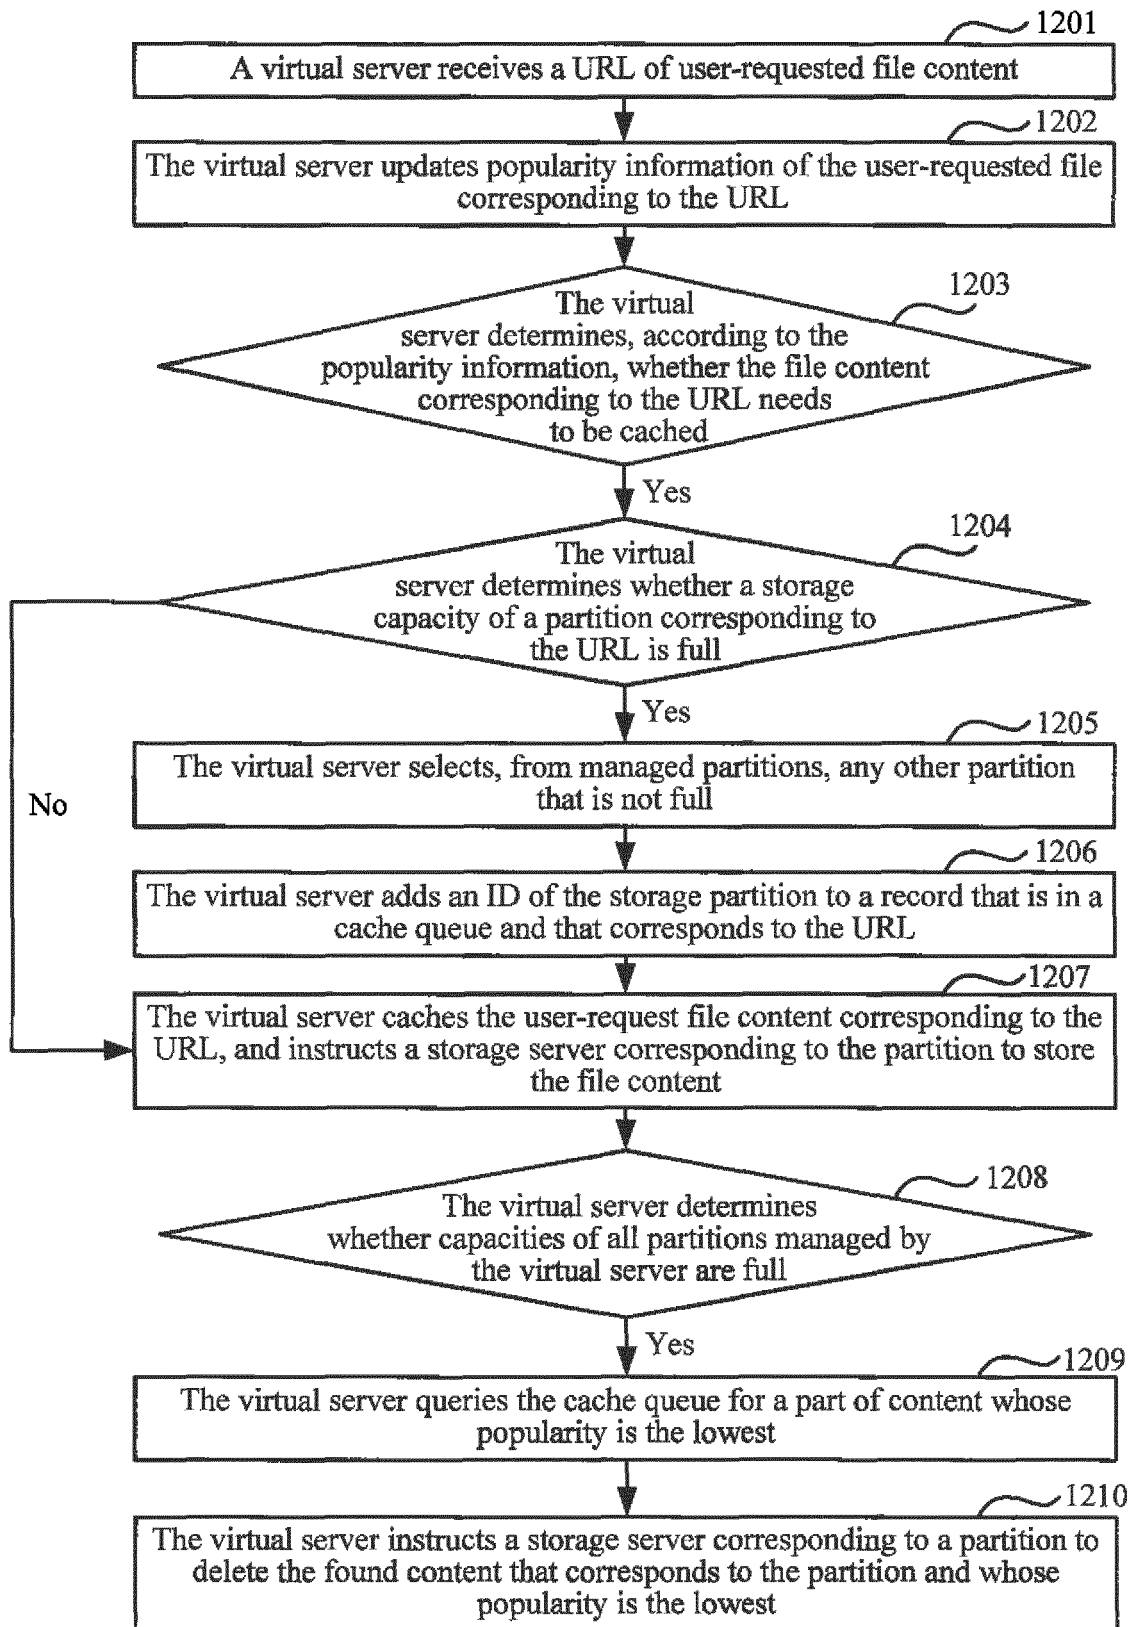 1201
A virtual server receives a URL of user-requested file content
1202
The virtual server updates popularity information of the user-requested file
corresponding to the URL
1203
The virtual
server determines, according to the
popularity information, whether the file content
corresponding to the URL needs
to be cached
Yes
1204
The virtual
server determines whether a storage
capacity of a partition corresponding to
the URL is full
Yes
No
1205
The virtual server selects, from managed partitions, any other partition
that is not full
1206
The virtual server adds an ID of the storage partition to a record that is in a
cache queue and that corresponds to the URL
1207
The virtual server caches the user-request file content corresponding to the
URL, and instructs a storage server corresponding to the partition to store
the file content
1208
The virtual server determines
whether capacities of all partitions managed by
the virtual server are full
Yes
1209
The virtual server queries the cache queue for a part of content whose
popularity is the lowest
1210
The virtual server instructs a storage server corresponding to a partition to
delete the found content that corresponds to the partition and whose
popularity is the lowest